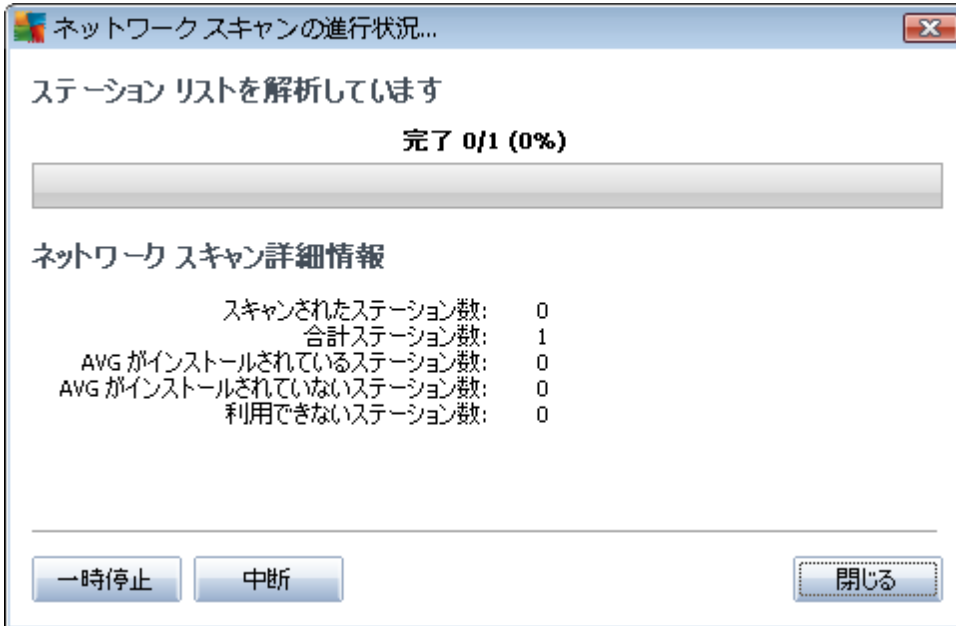 ネットワーク スキャンの進行状況...
ステーション リストを解析しています
完了 0/1 (0%)
ネットワーク スキャン詳細情報
スキャンされたステーション数: 0
合計ステーション数: 1
AVG がインストールされているステーション数: 0
AVG がインストールされていないステーション数: 0
利用できないステーション数: 0
一時停止 中断 閉じる